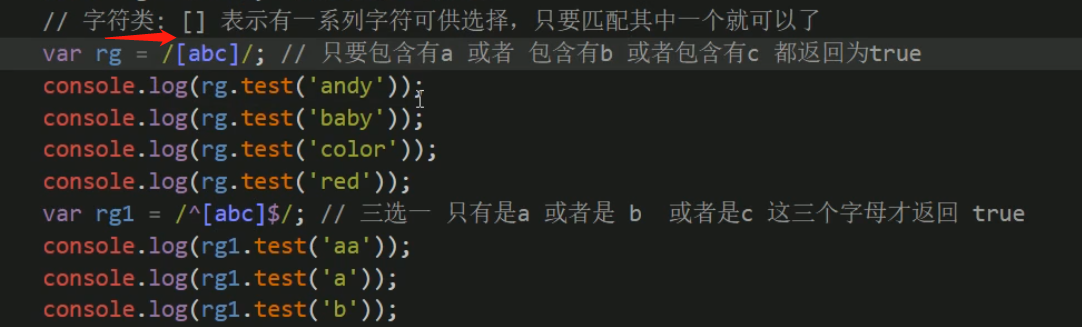 // 字符类: [] 表示有一系列字符可供选择，只要匹配其中一个就可以了
var rg = /[abc]/; // 只要包含有a 或者 包含有b 或者包含有c 都返回为true
console.log(rg.test('andy'));
console.log(rg.test('baby'));
console.log(rg.test('color'));
console.log(rg.test('red'));
var rg1 = /^[abc]$/; // 三选一 只有是a 或者是 b  或者是c 这三个字母才返回 true
console.log(rg1.test('aa'));
console.log(rg1.test('a'));
console.log(rg1.test('b'));